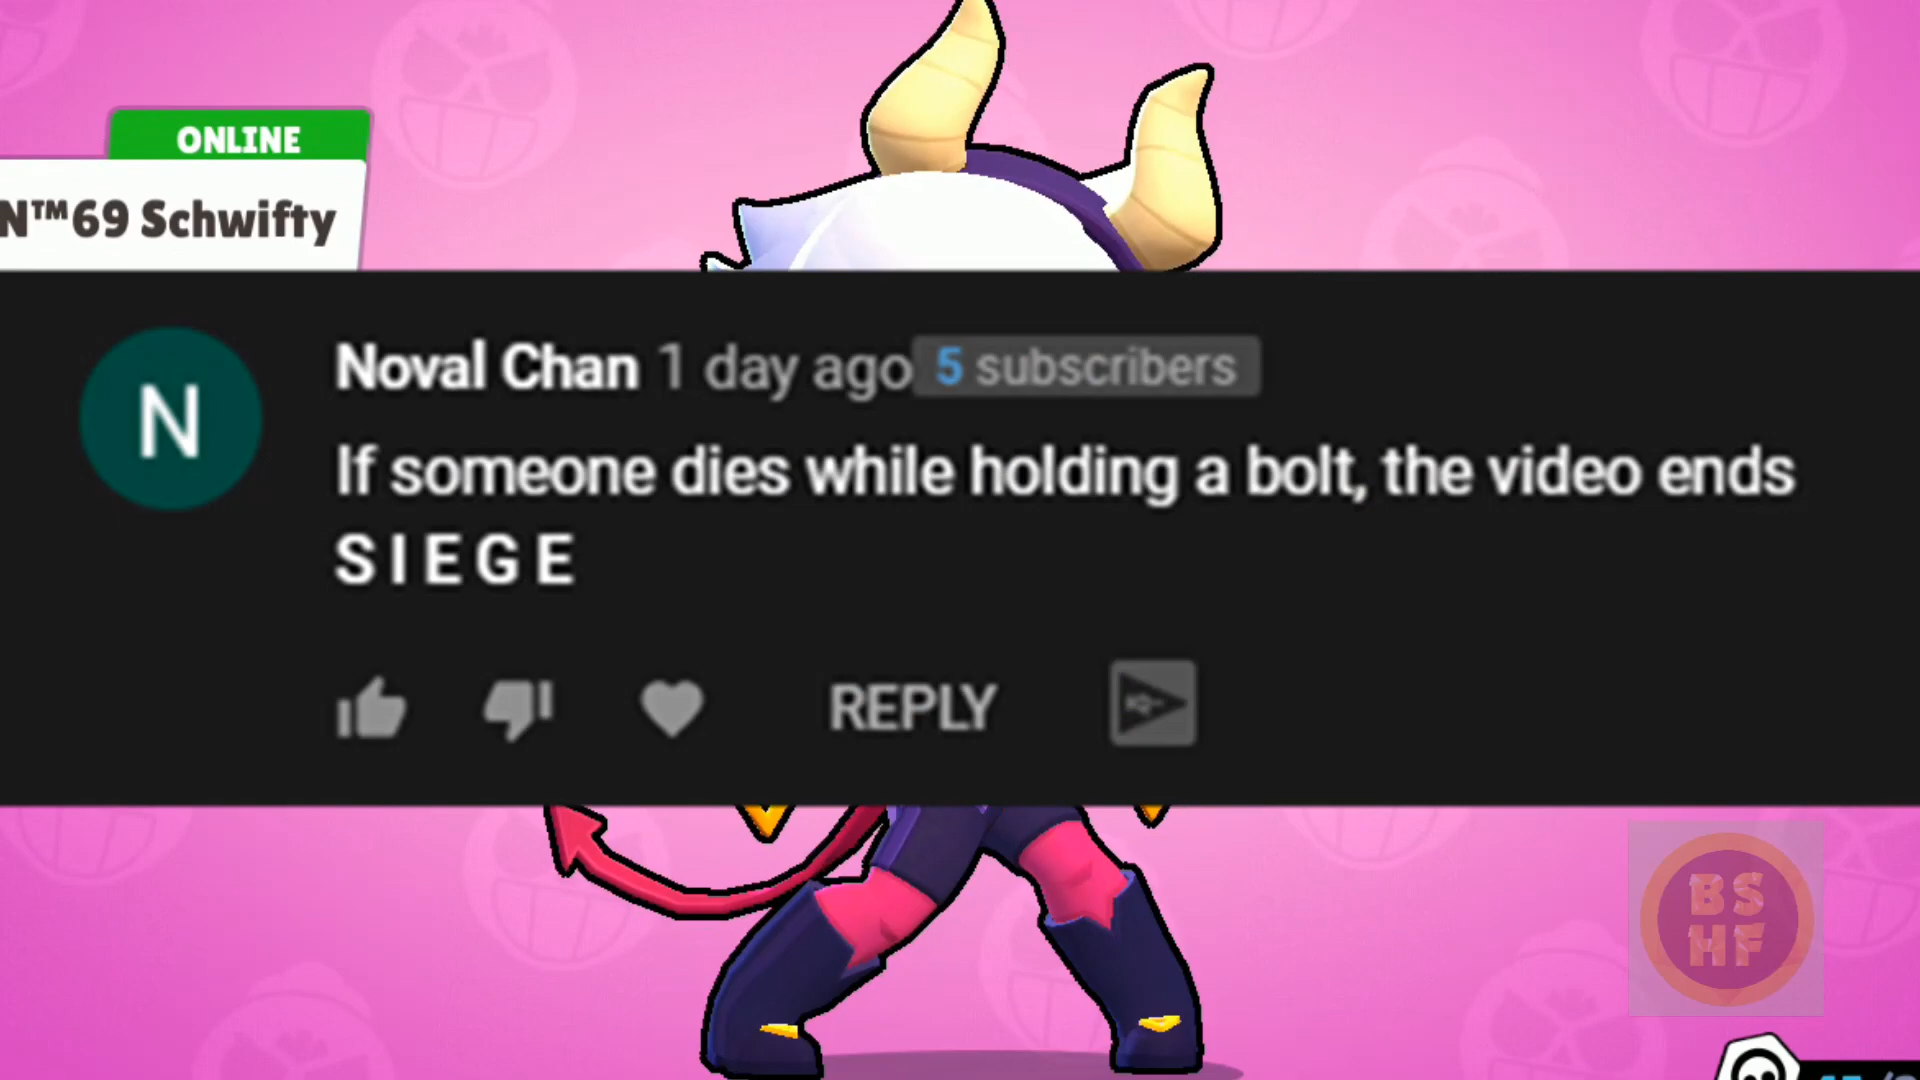 ONLINE
N™69 Schwifty
N
Noval Chan 1 day ago 5 subscribers
If someone dies while holding a bolt, the video ends
S I E G E
REPLY
BS
HF